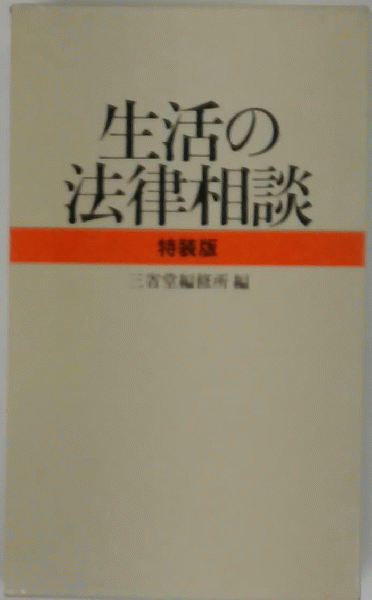 生活の
法律相談
特装版
三省堂編修所 編